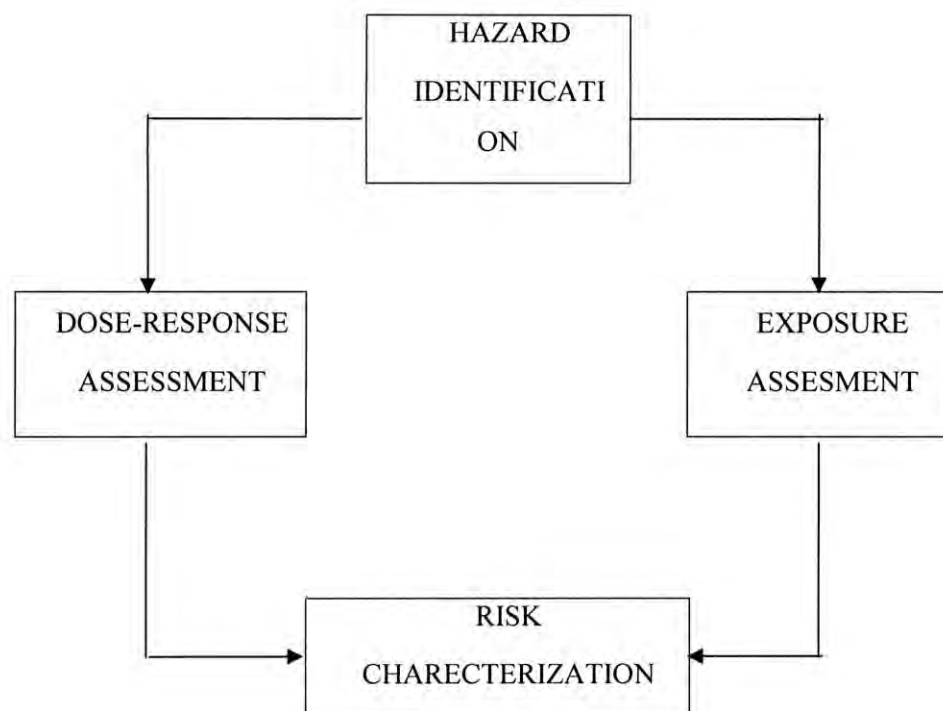 HAZARD
IDENTIFICATI
ON
DOSE-RESPONSE
ASSESSMENT
EXPOSURE
ASSESMENT
RISK
CHARECTERIZATION